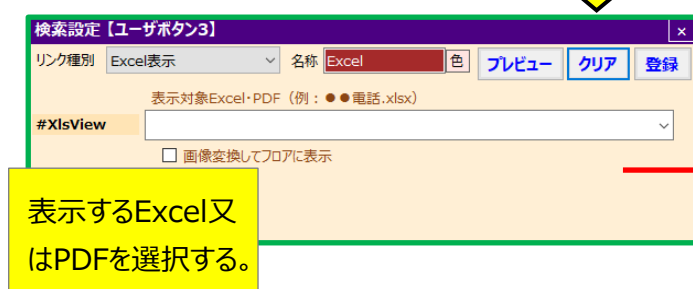 検索設定【ユーザボタン3】 ×
リンク種別 Excel表示 名称 Excel 色 プレビュー クリア 登録
表示対象Excel･PDF（例：●●電話.xlsx）
#XlsView
画像変換してフロアに表示
表示するExcel又
はPDFを選択する。